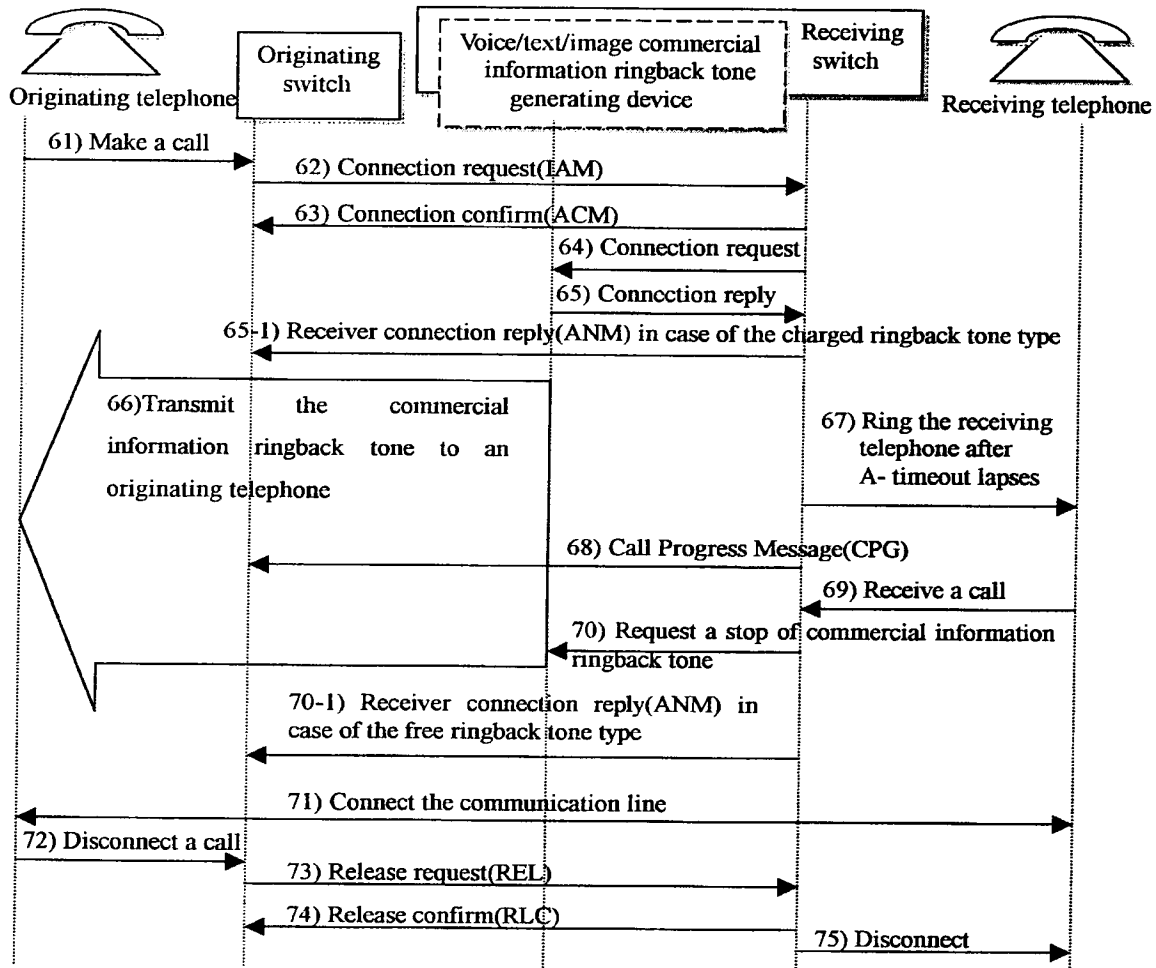 Originating telephone
Originating
switch
Voice/text/image commercial
information ringback tone
generating device
Receiving
switch
Receiving telephone
61) Make a call
62) Connection request(IAM)
63) Connection confirm(ACM)
64) Connection request
65) Connection reply
65-1) Receiver connection reply(ANM) in case of the charged ringback tone type
66)Transmit the commercial
information ringback tone to an
originating telephone
67) Ring the receiving
telephone after
A- timeout lapses
68) Call Progress Message(CPG)
69) Receive a call
70) Request a stop of commercial information
ringback tone
70-1) Receiver connection reply(ANM) in
case of the free ringback tone type
71) Connect the communication line
72) Disconnect a call
73) Release request(REL)
74) Release confirm(RLC)
75) Disconnect